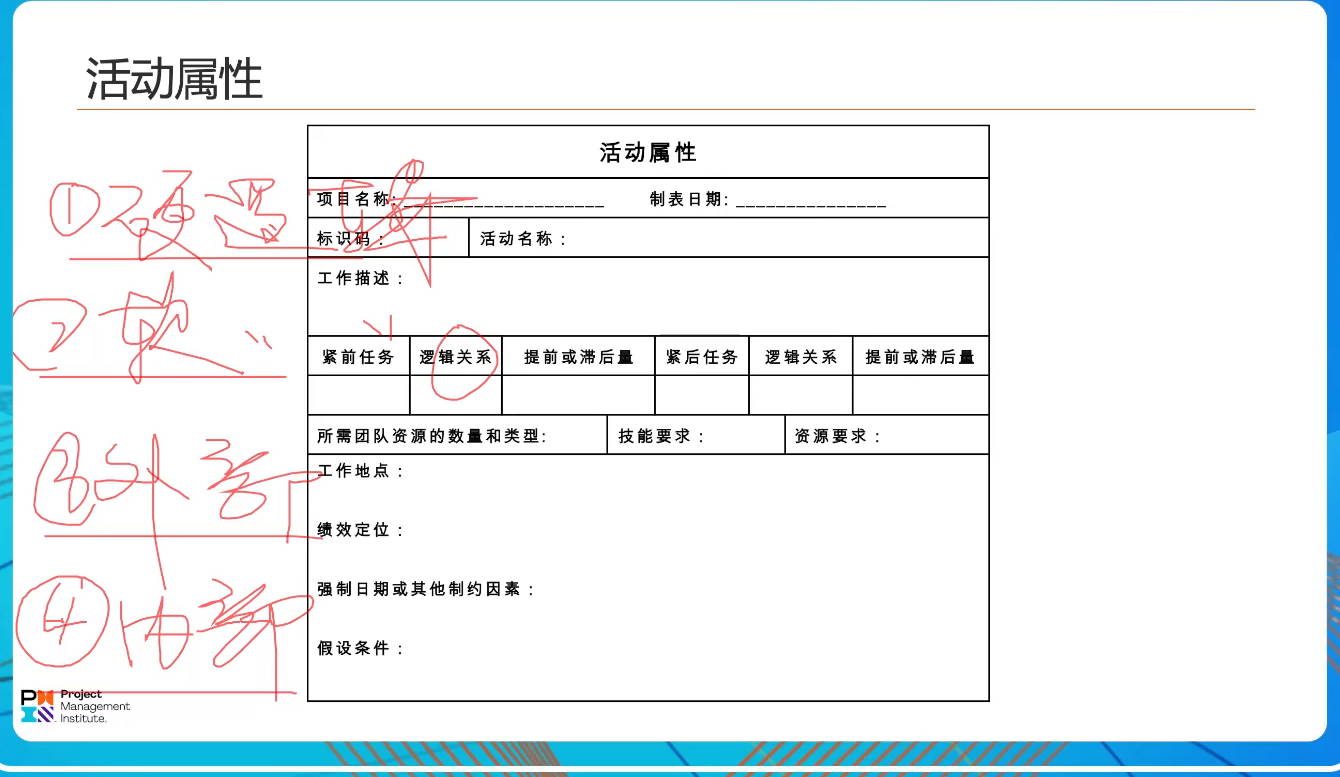 活动属性
活动属性
项目名称: _____________________ 制表日期: _______________
标识码： 活动名称：
工作描述：
紧前任务 逻辑关系 提前或滞后量 紧后任务 逻辑关系 提前或滞后量
所需团队资源的数量和类型: 技能要求： 资源要求：
工作地点：
绩效定位：
强制日期或其他制约因素：
假设条件：
① 硬逻辑
② 软 〃
③ 外部
④ 内部
Project
Management
Institute.